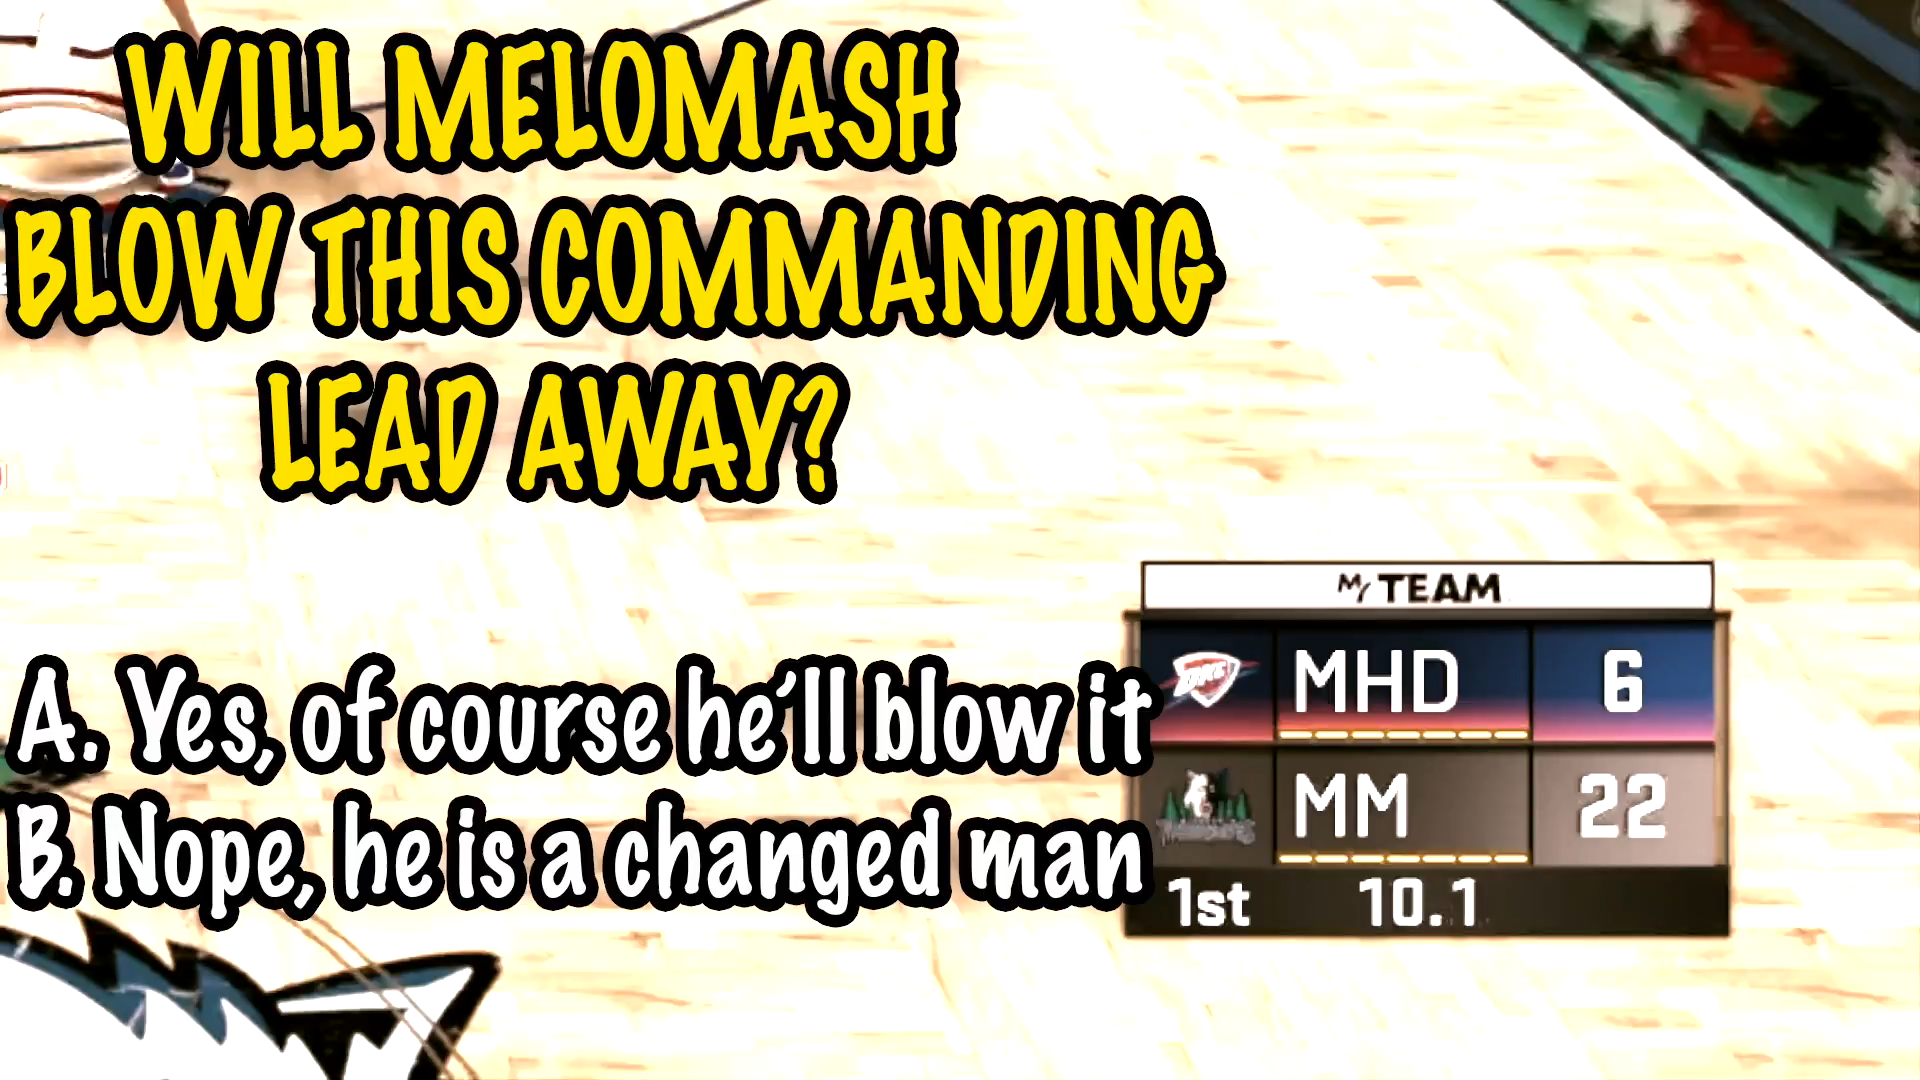 WILL MELOMASH
BLOW THIS COMMANDING
LEAD AWAY?
A. Yes, of course he'll blow it
B. Nope, he is a changed man
MY TEAM
MHD 6
MM 22
1st 10.1